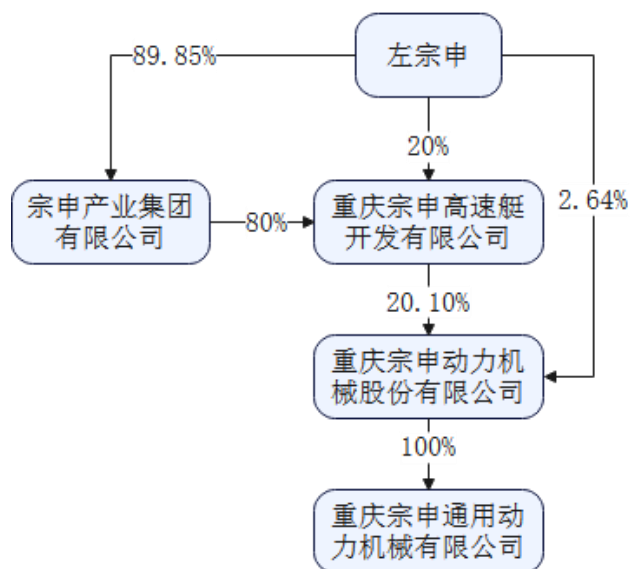 左宗申
89.85%
20%
2.64%
宗申产业集团
有限公司
80%
重庆宗申高速艇
开发有限公司
20.10%
重庆宗申动力机
械股份有限公司
100%
重庆宗申通用动
力机械有限公司